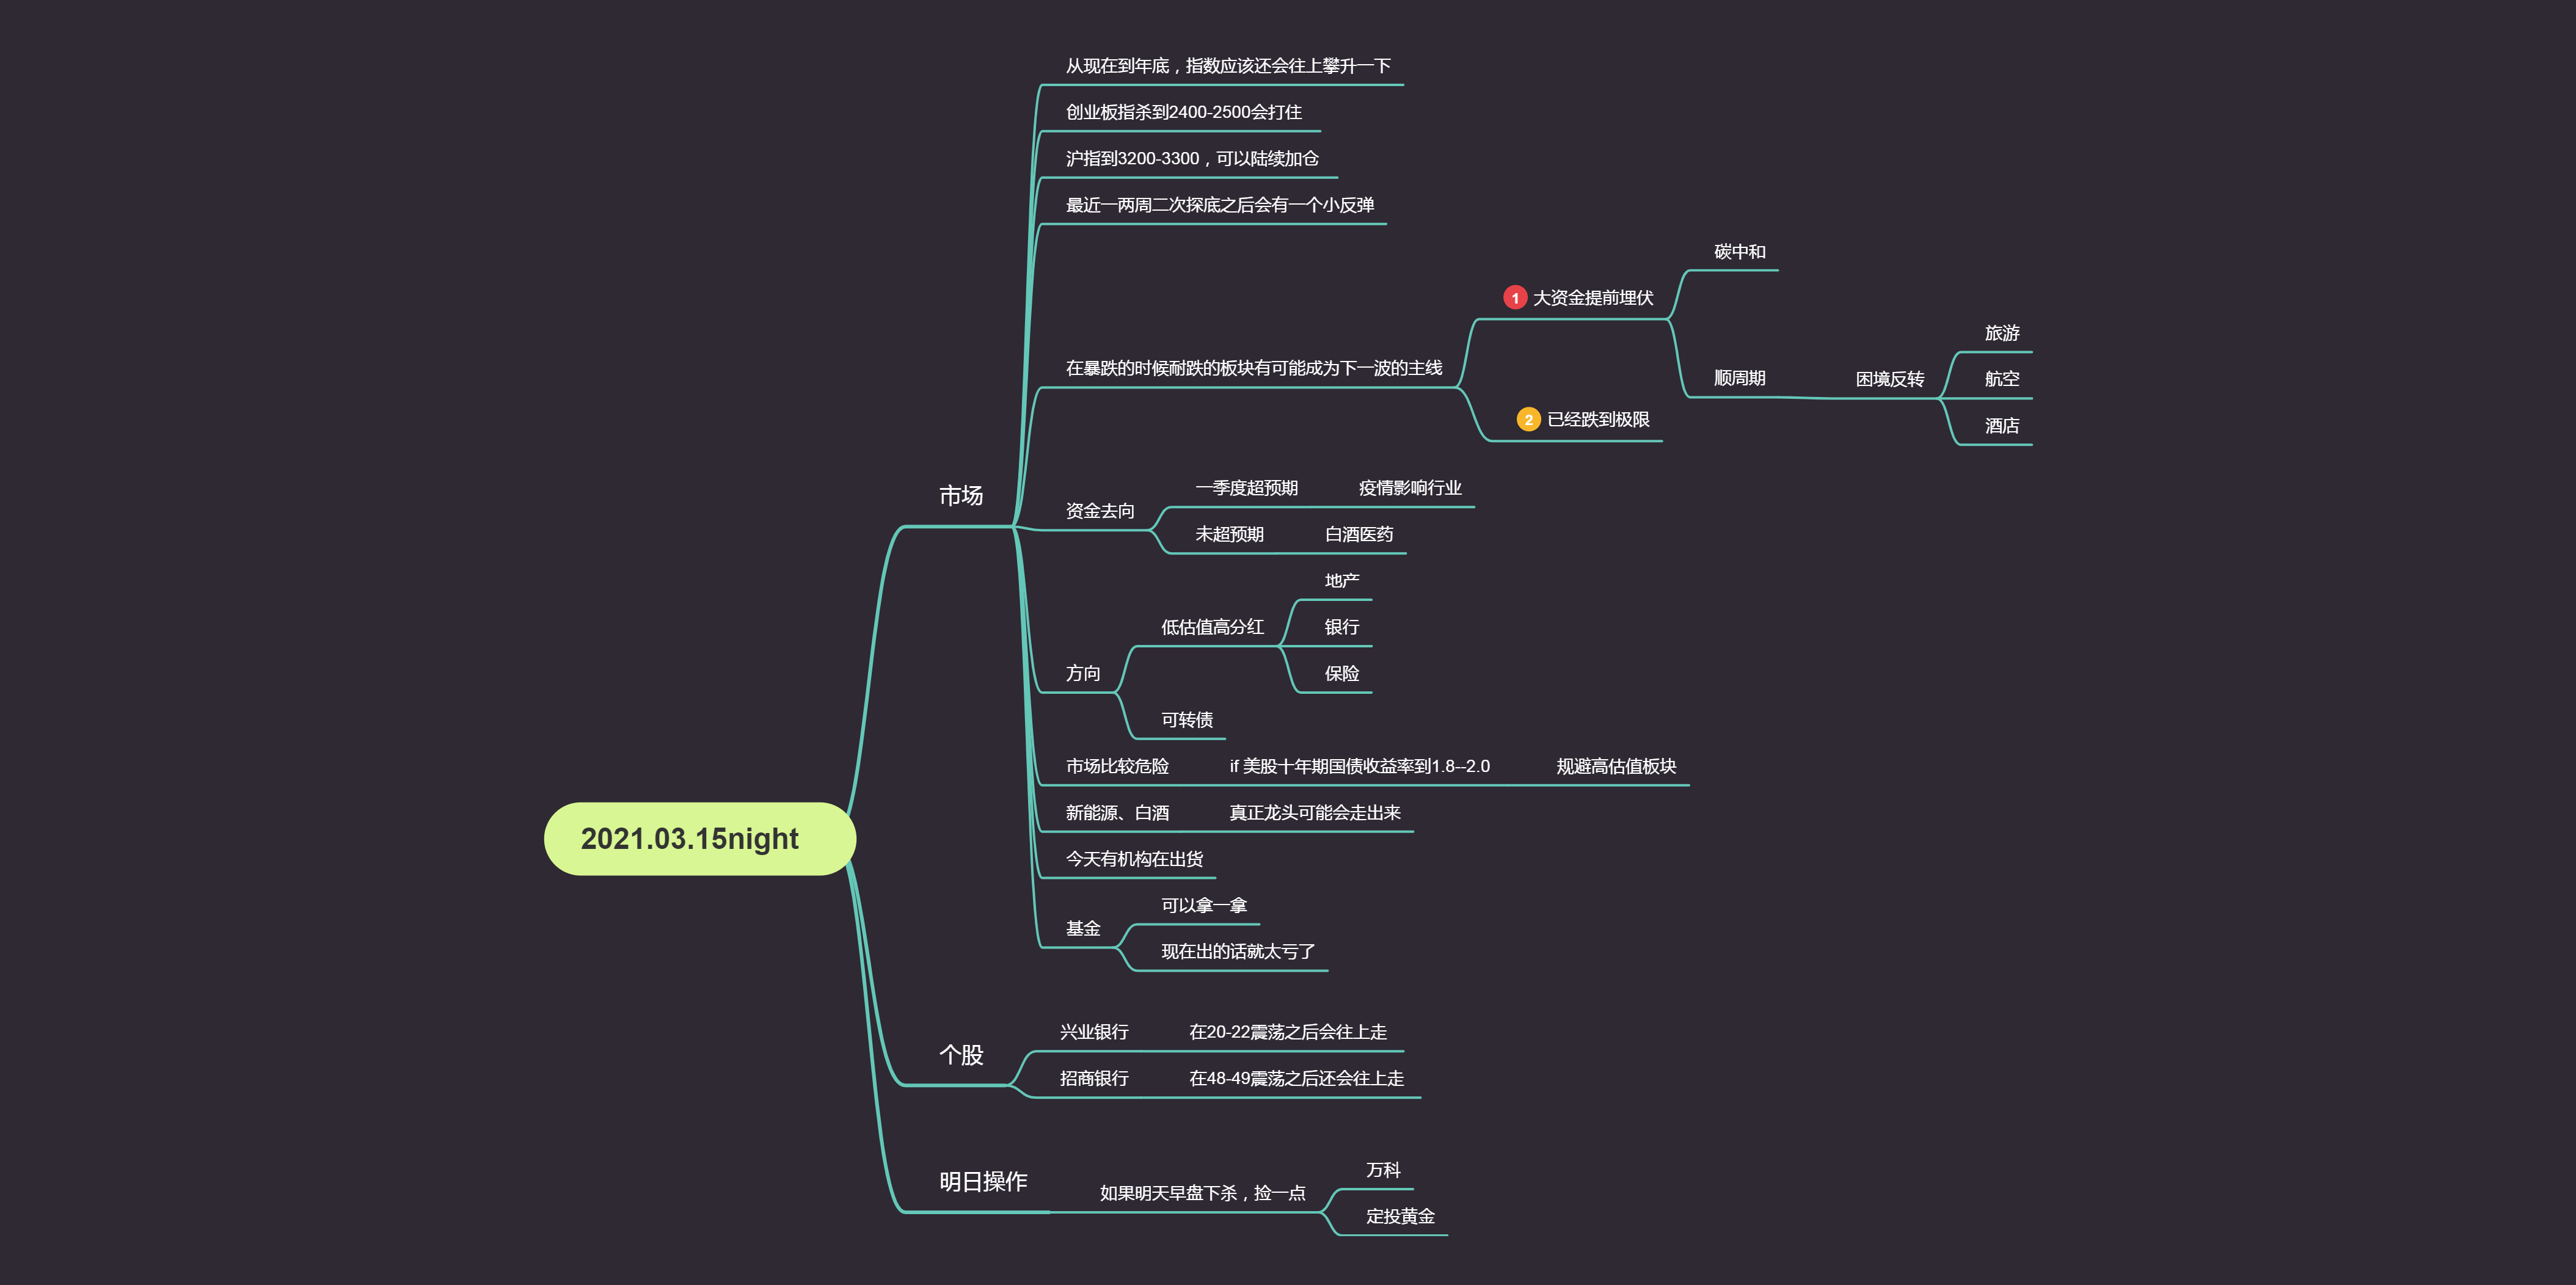 2021.03.15night
市场
从现在到年底，指数应该还会往上攀升一下
创业板指杀到2400-2500会打住
沪指到3200-3300，可以陆续加仓
最近一两周二次探底之后会有一个小反弹
在暴跌的时候耐跌的板块有可能成为下一波的主线
1 大资金提前埋伏
碳中和
顺周期
困境反转
旅游
航空
酒店
2 已经跌到极限
资金去向
一季度超预期
疫情影响行业
未超预期
白酒医药
方向
低估值高分红
地产
银行
保险
可转债
市场比较危险
if 美股十年期国债收益率到1.8--2.0
规避高估值板块
新能源、白酒
真正龙头可能会走出来
今天有机构在出货
基金
可以拿一拿
现在出的话就太亏了
个股
兴业银行
在20-22震荡之后会往上走
招商银行
在48-49震荡之后还会往上走
明日操作
如果明天早盘下杀，捡一点
万科
定投黄金